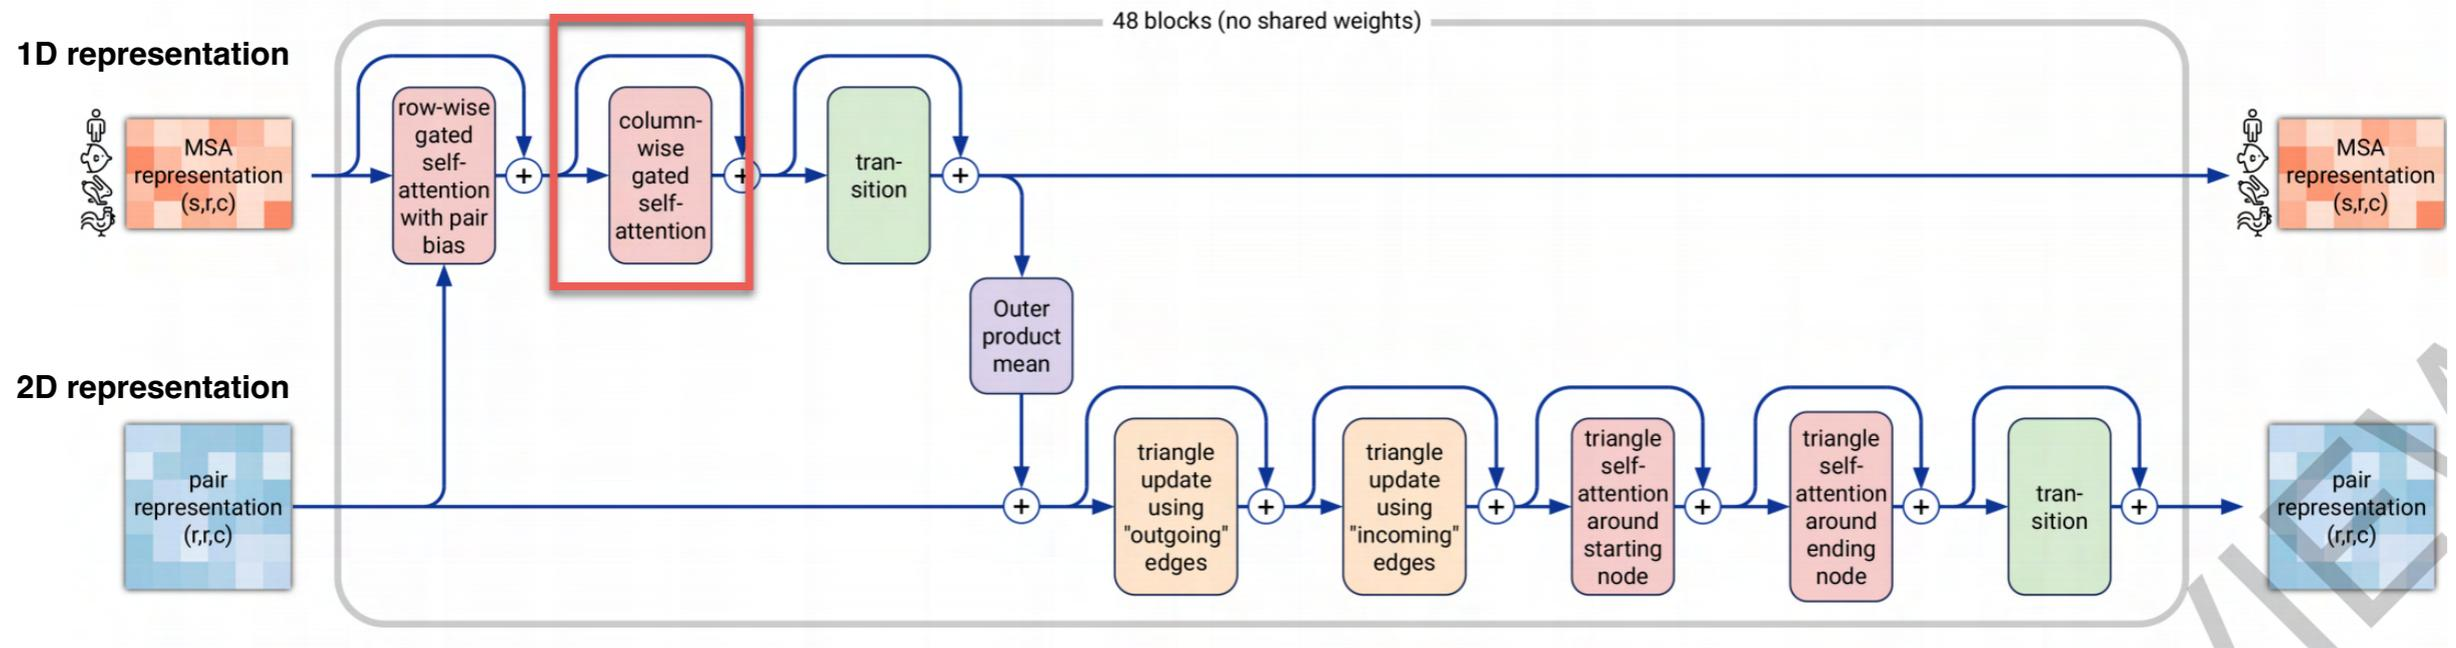 48 blocks (no shared weights)
1D representation
MSA
representation
(s,r,c)
row-wise
gated
self-
attention
with pair
bias
+
column-
wise
gated
self-
attention
+
tran-
sition
+
MSA
representation
(s,r,c)
Outer
product
mean
2D representation
pair
representation
(r,r,c)
+
triangle
update
using
"outgoing"
edges
+
triangle
update
using
"incoming"
edges
+
triangle
self-
attention
around
starting
node
+
triangle
self-
attention
around
ending
node
+
tran-
sition
+
pair
representation
(r,r,c)